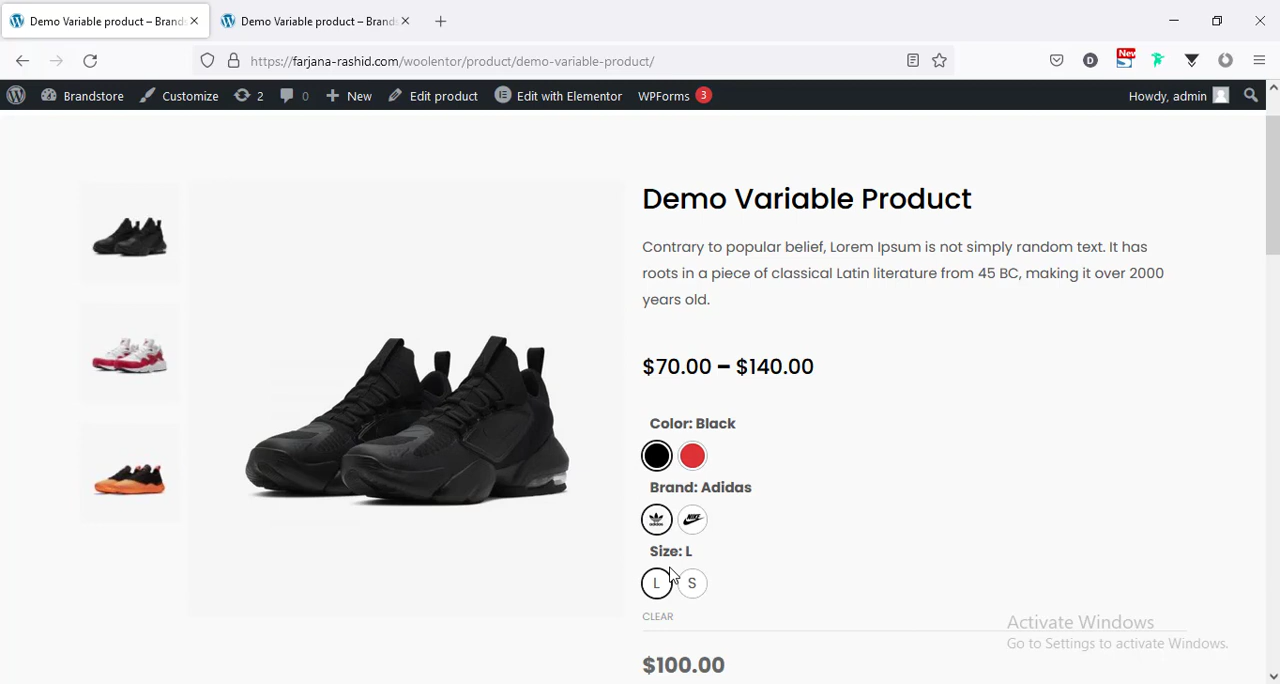 Demo Variable product – Brands
Demo Variable product – Brands
https://farjana-rashid.com/woolentor/product/demo-variable-product/
D
New
Brandstore
Customize
2
0
New
Edit product
Edit with Elementor
WPForms 3
Howdy, admin
Demo Variable Product
Contrary to popular belief, Lorem Ipsum is not simply random text. It has
roots in a piece of classical Latin literature from 45 BC, making it over 2000
years old.
$70.00 – $140.00
Color: Black
Brand: Adidas
adidas
Size: L
L S
CLEAR
$100.00
Activate Windows
Go to Settings to activate Windows.